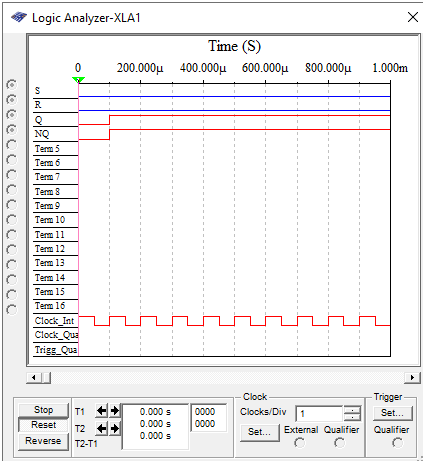 Logic Analyzer-XLA1
Time (S)
0 200.000µ 400.000µ 600.000µ 800.000µ 1.000m
S
R
Q
NQ
Term 5
Term 6
Term 7
Term 8
Term 9
Term 10
Term 11
Term 12
Term 13
Term 14
Term 15
Term 16
Clock_Int
Clock_Qua
Trigg_Qua
Stop
Reset
Reverse
T1 0.000 s 0000
T2 0.000 s 0000
T2-T1 0.000 s
Clock
Clocks/Div 1
Set... External Qualifier
Trigger
Set...
Qualifier